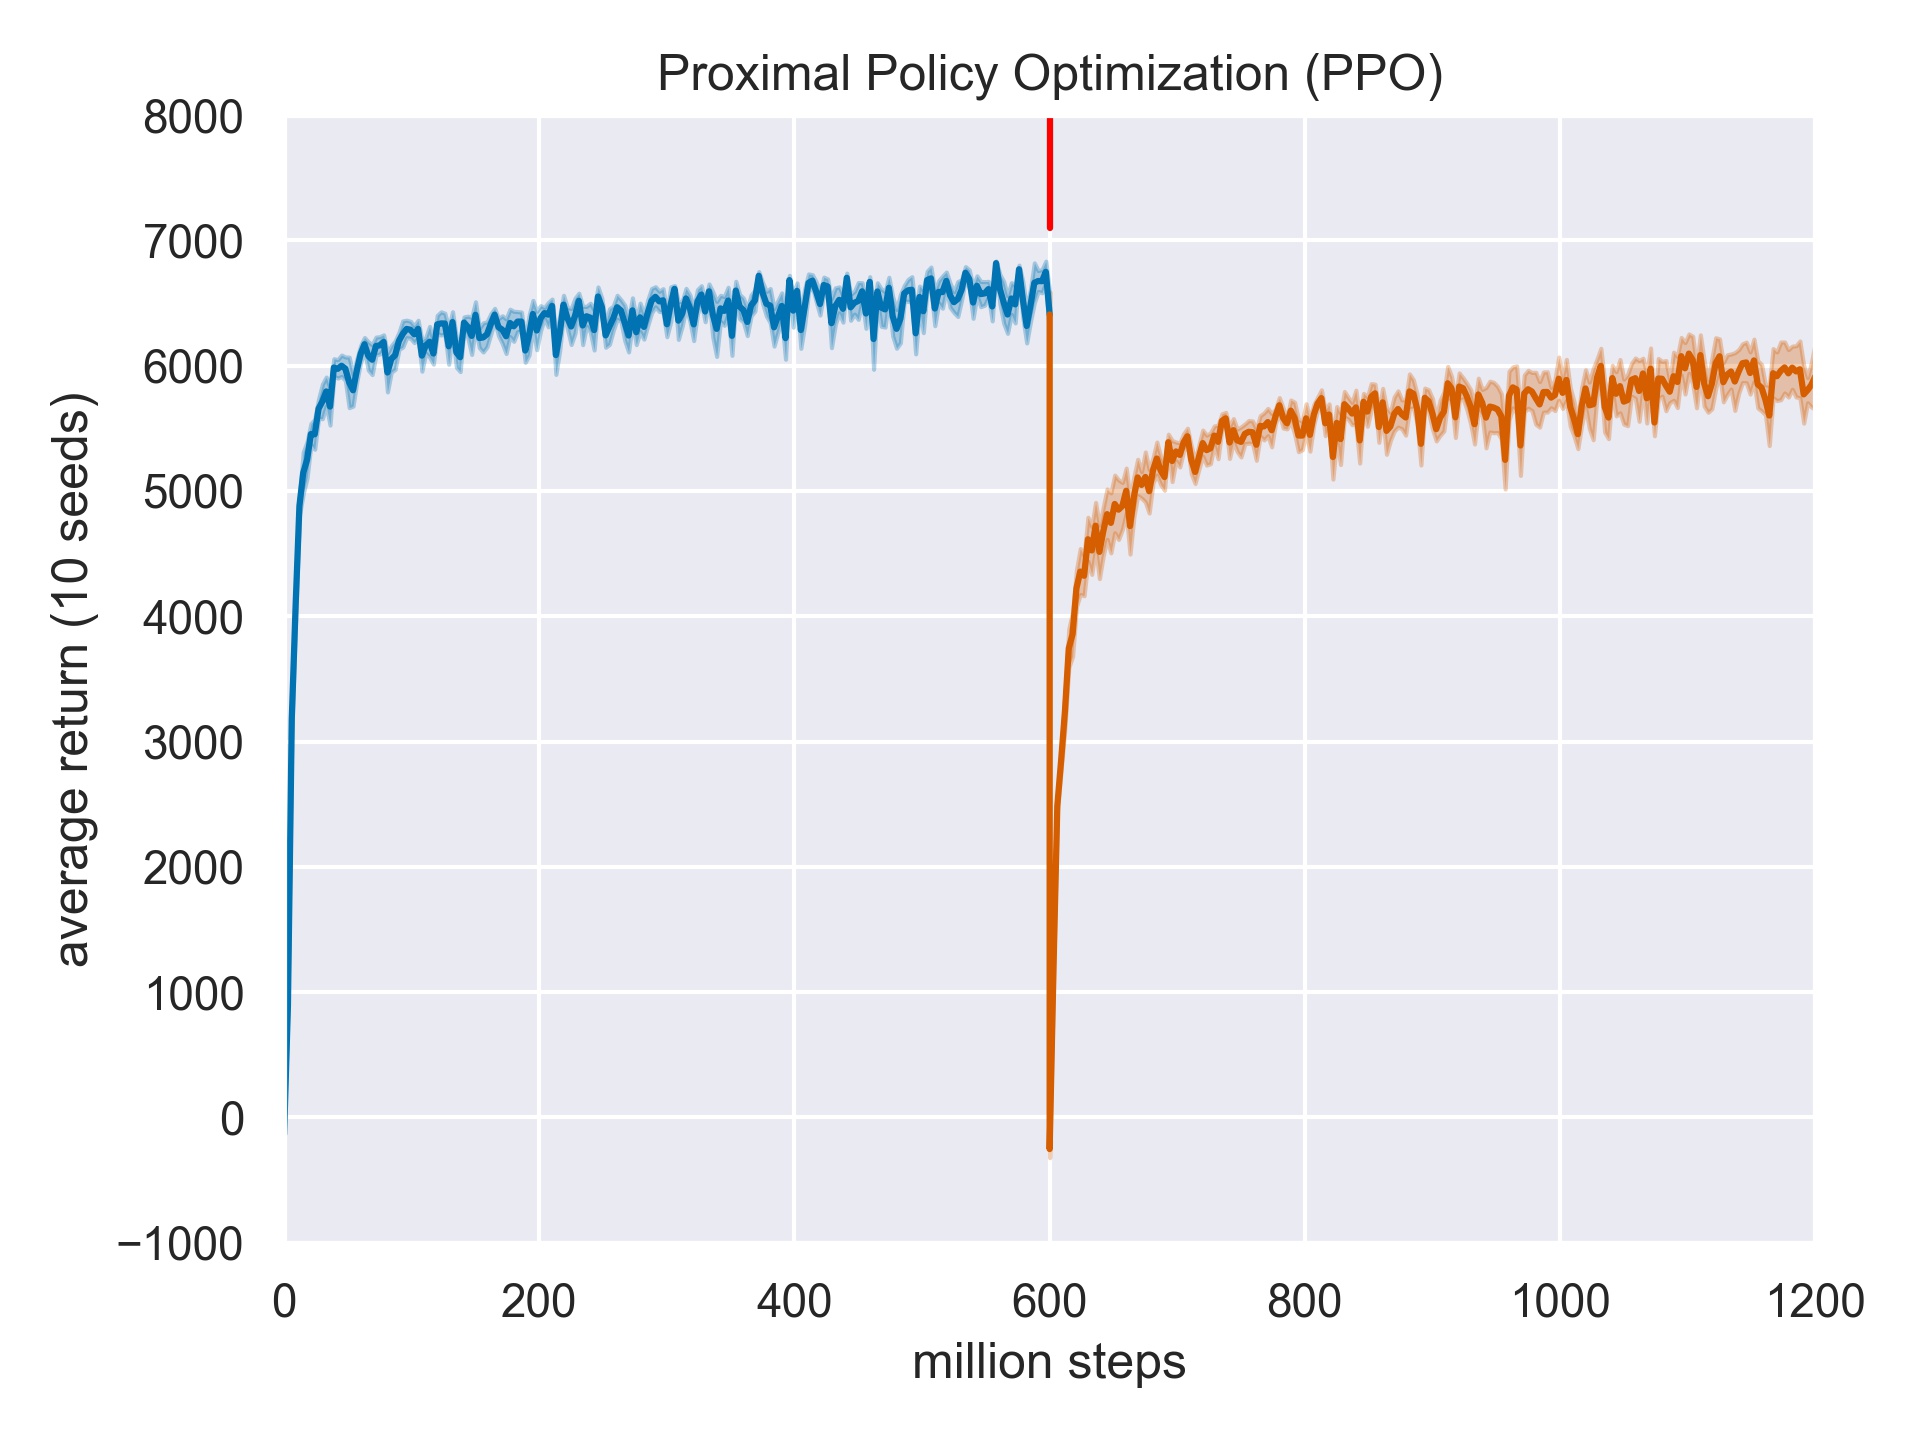 Proximal Policy Optimization (PPO)
8000
7000
6000
5000
4000
3000
2000
1000
0
−1000
average return (10 seeds)
0 200 400 600 800 1000 1200
million steps